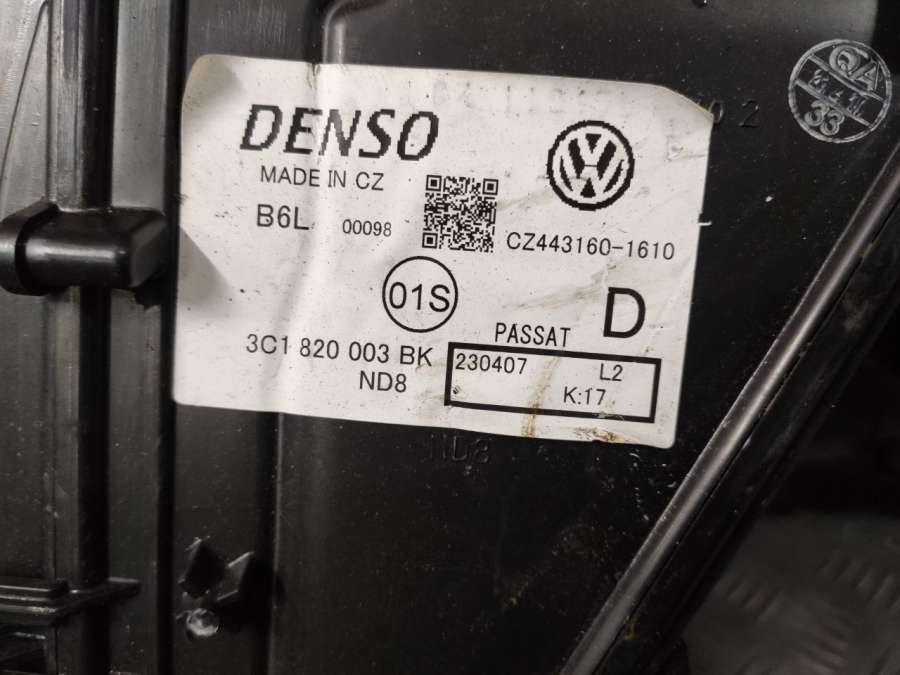 DENSO
MADE IN CZ
B6L 00098
CZ443160-1610
01S
PASSAT D
3C1 820 003 BK
ND8
230407 L2
K:17
ND8
QA
33